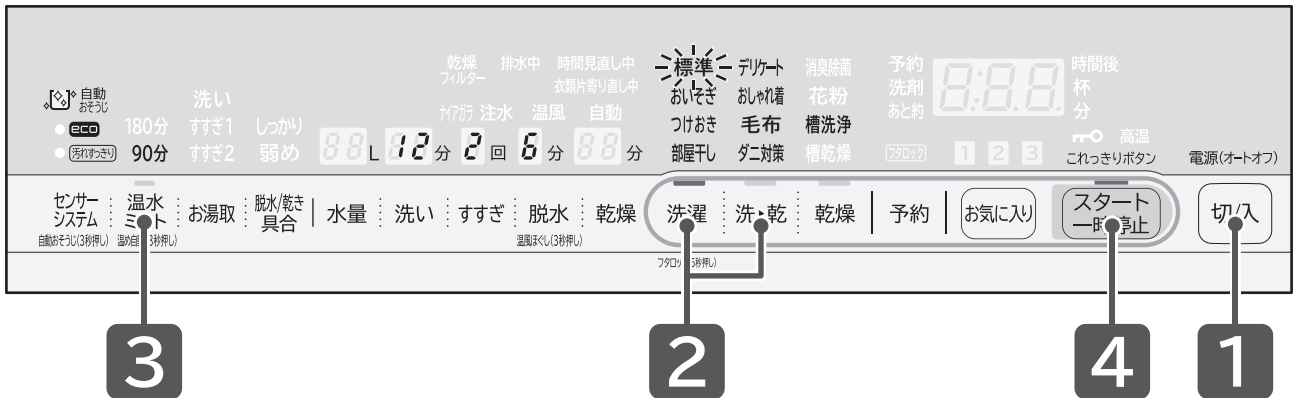 乾燥
フィルター
排水中
時間見直し中
衣類片寄り直し中
ナイアガラ 注水 温風 自動
自動
おそうじ
eco
汚れすっきり
180分
90分
洗い
すすぎ1
すすぎ2
しっかり
弱め
88 L 12 分 2 回 6 分 88 分
標準 デリケート 消臭除菌
おいそぎ おしゃれ着 花粉
つけおき 毛布 槽洗浄
部屋干し ダニ対策 槽乾燥
予約
洗剤
あと約
8:8.8
時間後
杯
分
高温
フタロック 1 2 3
これっきりボタン
電源(オートオフ)
センサー
システム
自動おそうじ(3秒押し)
温水
ミスト
お湯取
脱水/乾き
具合
水量
洗い
すすぎ
脱水
温風ほぐし(3秒押し)
乾燥
洗濯
洗▸乾
乾燥
予約
お気に入り
スタート
一時停止
切/入
3
2
4
1